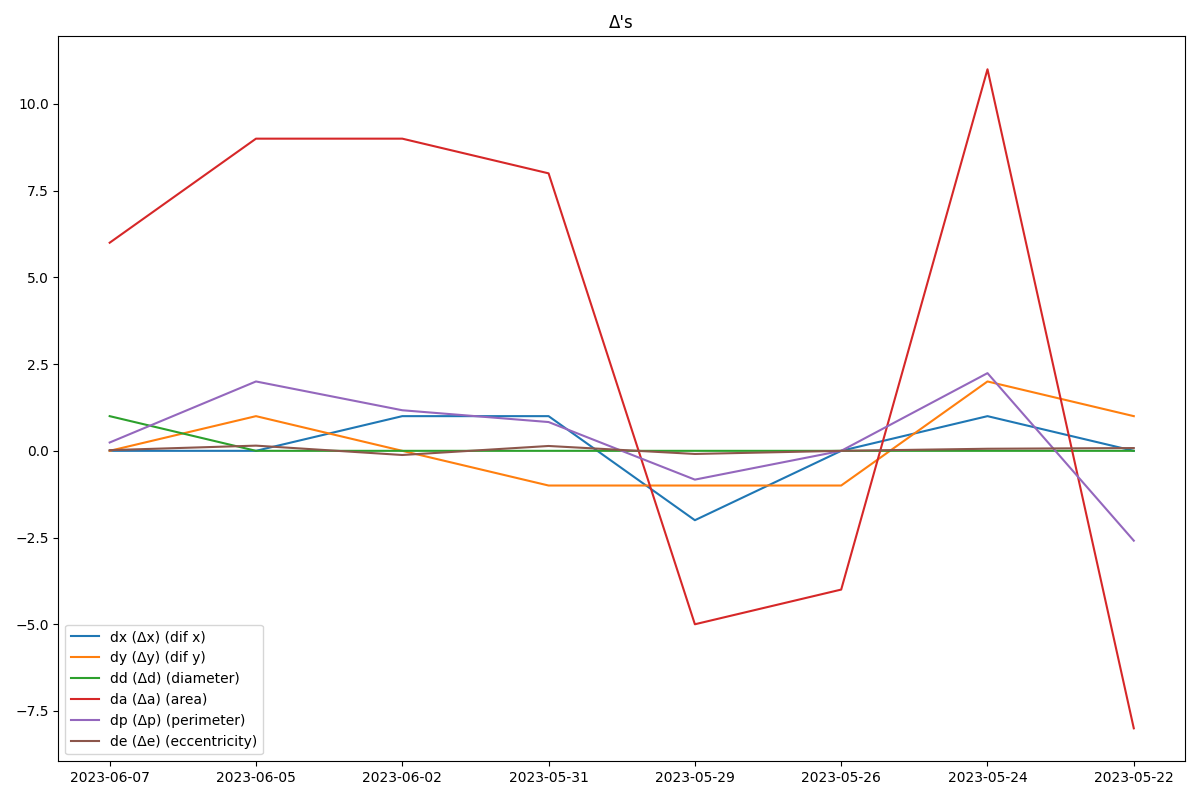 Δ's
10.0
7.5
5.0
2.5
0.0
−2.5
−5.0
−7.5
dx (Δx) (dif x)
dy (Δy) (dif y)
dd (Δd) (diameter)
da (Δa) (area)
dp (Δp) (perimeter)
de (Δe) (eccentricity)
2023-06-07 2023-06-05 2023-06-02 2023-05-31 2023-05-29 2023-05-26 2023-05-24 2023-05-22